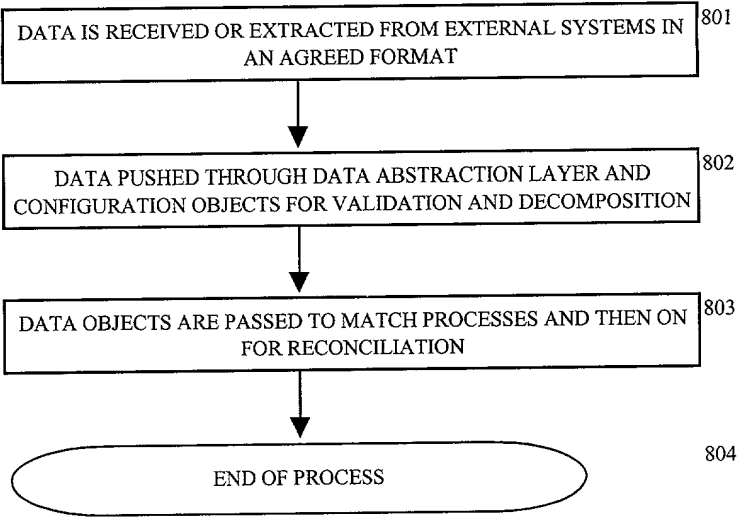 801
DATA IS RECEIVED OR EXTRACTED FROM EXTERNAL SYSTEMS IN
AN AGREED FORMAT
802
DATA PUSHED THROUGH DATA ABSTRACTION LAYER AND
CONFIGURATION OBJECTS FOR VALIDATION AND DECOMPOSITION
803
DATA OBJECTS ARE PASSED TO MATCH PROCESSES AND THEN ON
FOR RECONCILIATION
804
END OF PROCESS